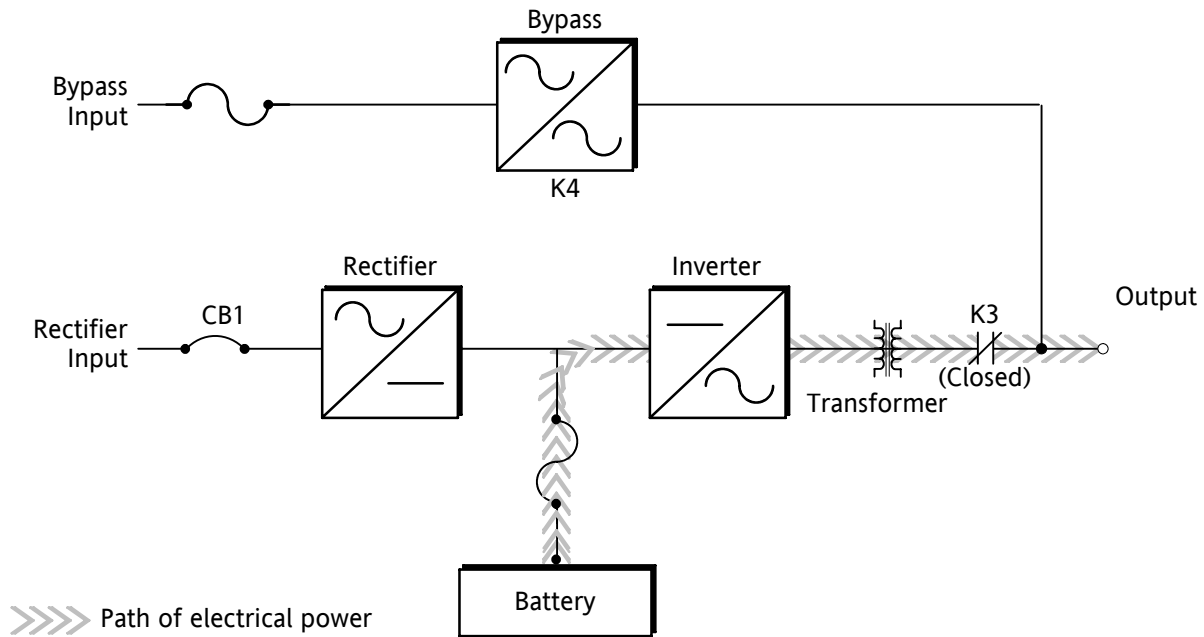 Bypass
Bypass
Input
K4
Rectifier
Inverter
Output
CB1
K3
Rectifier
Input
(Closed)
Transformer
Battery
Path of electrical power